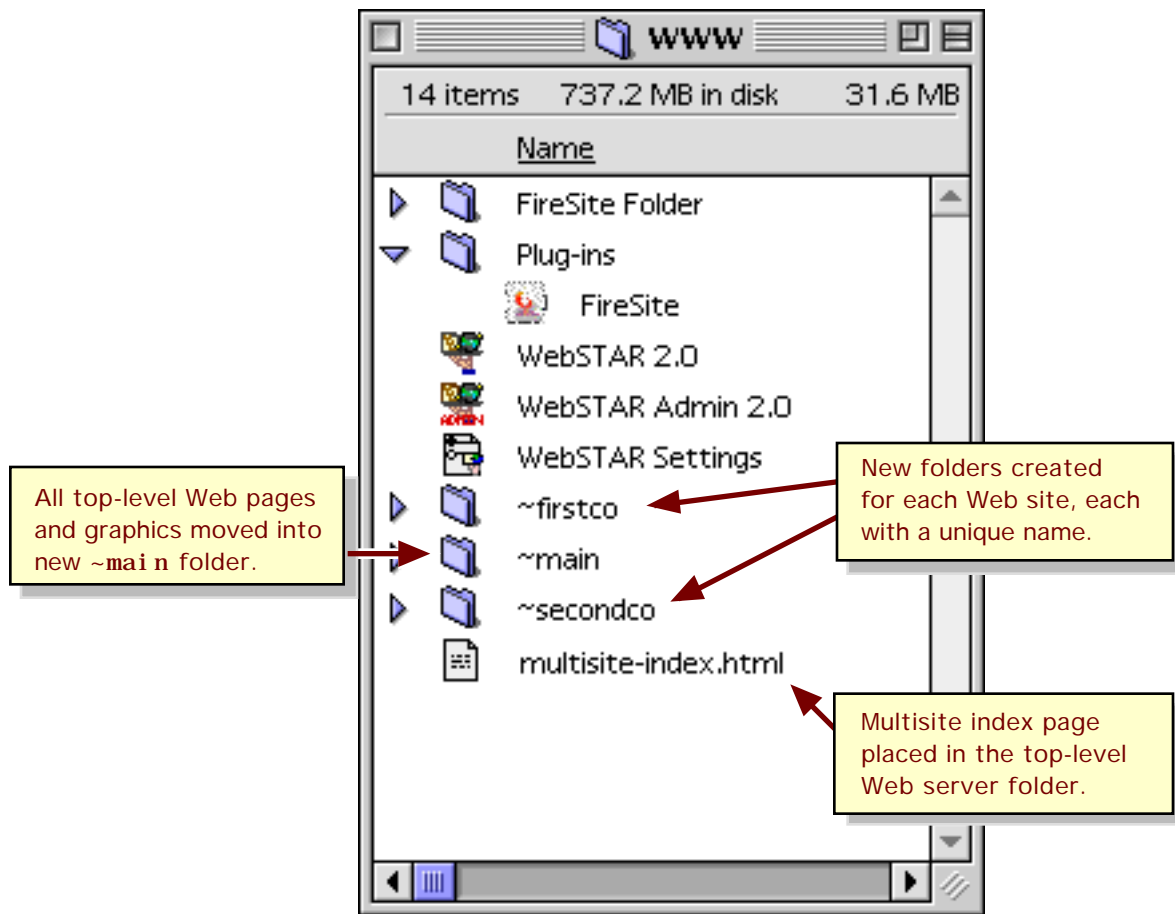 www
14 items 737.2 MB in disk 31.6 MB
Name
FireSite Folder
Plug-ins
FireSite
WebSTAR 2.0
ADMIN
WebSTAR Admin 2.0
WebSTAR Settings
~firstco
~main
~secondco
multisite-index.html
All top-level Web pages
and graphics moved into
new ~main folder.
New folders created
for each Web site, each
with a unique name.
Multisite index page
placed in the top-level
Web server folder.